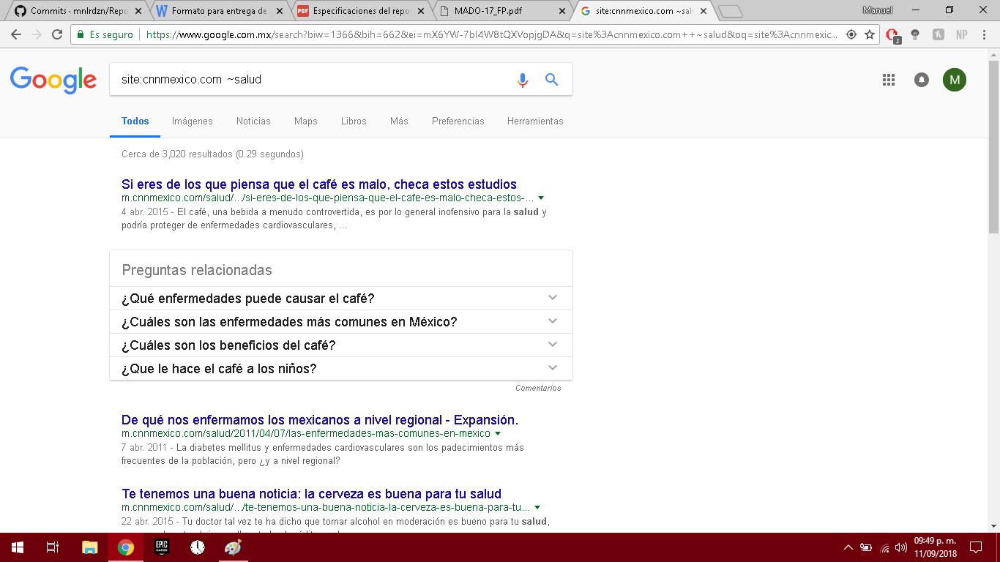 Commits · mnlrdzn/Repo
Formato para entrega de
Especificaciones del repo
MADO-17_FP.pdf
site:cnnmexico.com ~sal
Manuel
Es seguro
https://www.google.com.mx/search?biw=1366&bih=662&ei=mX6YW-7bI4W8tQXVopjgDA&q=site%3Acnnmexico.com++~salud&oq=site%3Acnnmexic...
3
NP
Google
site:cnnmexico.com ~salud
M
Todos
Imágenes
Noticias
Maps
Libros
Más
Preferencias
Herramientas
Cerca de 3,020 resultados (0.29 segundos)
Si eres de los que piensa que el café es malo, checa estos estudios
m.cnnmexico.com/salud/.../si-eres-de-los-que-piensa-que-el-cafe-es-malo-checa-estos-...
4 abr. 2015 - El café, una bebida a menudo controvertida, es por lo general inofensivo para la salud y
podría proteger de enfermedades cardiovasculares, ...
Preguntas relacionadas
¿Qué enfermedades puede causar el café?
¿Cuáles son las enfermedades más comunes en México?
¿Cuáles son los beneficios del café?
¿Que le hace el café a los niños?
Comentarios
De qué nos enfermamos los mexicanos a nivel regional - Expansión.
m.cnnmexico.com/salud/2011/04/07/las-enfermedades-mas-comunes-en-mexico
7 abr. 2011 - La diabetes mellitus y enfermedades cardiovasculares son los padecimientos más
frecuentes de la población, pero ¿y a nivel regional?
Te tenemos una buena noticia: la cerveza es buena para tu salud
m.cnnmexico.com/salud/.../te-tenemos-una-buena-noticia-la-cerveza-es-buena-para-tu...
22 abr. 2015 - Tu doctor tal vez te ha dicho que tomar alcohol en moderación es bueno para tu salud,
EPIC
GAMES
09:49 p. m.
11/09/2018